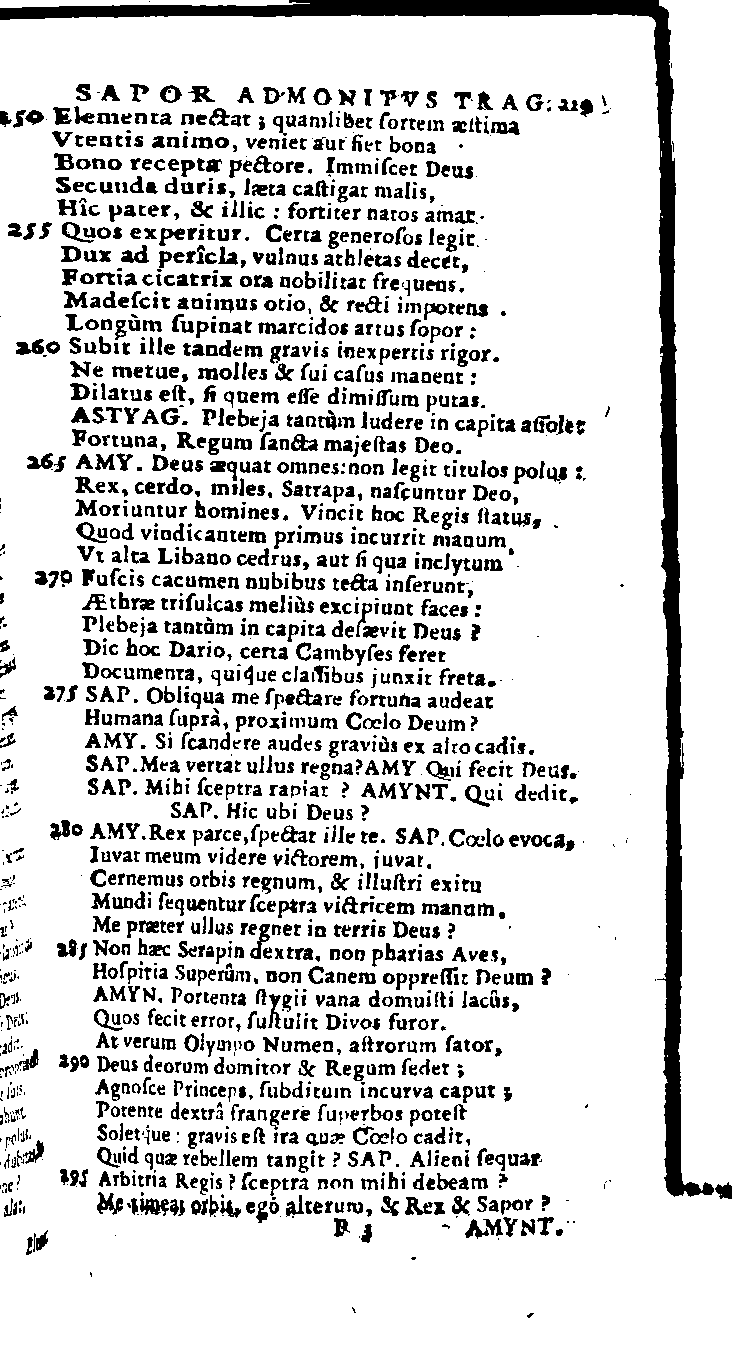 SAPOR ADMONITVS TRAG: 229
250 Elementa nectat ; quamlibet ſortem æſtima
Vtentis animo, veniet aut fiet bona
Bono recepta pectore. Immiſcet Deus
Secunda duris, læta caſtigat malis,
Hîc pater, & illic : fortiter natos amat.
255 Quos experitur. Certa generoſos legit
Dux ad perîcla, vulnus athletas decet,
Fortia cicatrix ora nobilitat frequens.
Madeſcit animus otio, & recti impotens .
Longùm ſupinat marcidos artus ſopor :
260 Subit ille tandem gravis inexpertis rigor.
Ne metue, molles & ſui caſus manent :
Dilatus eſt, ſi quem eſſe dimiſſum putas.
ASTYAG. Plebeja tantùm ludere in capita aſſolet
Fortuna, Regum ſancta majeſtas Deo.
265 AMY. Deus æquat omnes: non legit titulos polus :
Rex, cerdo, miles, Satrapa, naſcuntur Deo,
Moriuntur homines. Vincit hoc Regis ſtatus,
Quod vindicantem primus incurrit manum
Vt alta Libano cedrus, aut ſi qua inclytum
270 Fuſcis cacumen nubibus tecta inſerunt,
Æthræ triſulcas meliùs excipiunt faces :
Plebeja tantùm in capita deſævit Deus ?
Dic hoc Dario, certa Cambyſes feret
Documenta, quique claſſibus junxit freta.
275 SAP. Obliqua me ſpectare fortuna audeat
Humana ſuprà, proximum Cœlo Deum ?
AMY. Si ſcandere audes graviùs ex alto cadis.
SAP. Mea vertat ullus regna? AMY Qui fecit Deus.
SAP. Mihi ſceptra rapiat ? AMYNT. Qui dedit.
SAP. Hic ubi Deus ?
280 AMY. Rex parce, ſpectat ille te. SAP. Cœlo evoca,
Iuvat meum videre victorem, juvat.
Cernemus orbis regnum, & illuſtri exitu
Mundi ſequentur ſceptra victricem manum.
Me præter ullus regnet in terris Deus ?
285 Non hæc Serapin dextra, non pharias Aves,
Hoſpitia Superûm, non Canem oppreſſit Deum ?
AMYN. Portenta ſtygii vana domuiſti lacûs,
Quos fecit error, ſuſtulit Divos furor.
At verum Olympo Numen, aſtrorum ſator,
290 Deus deorum domitor & Regum ſedet ;
Agnoſce Princeps, ſubditum incurva caput ;
Potente dextrâ frangere ſuperbos poteſt
Soletque : gravis eſt ira quæ Cœlo cadit,
Quid quæ rebellem tangit ? SAP. Alieni ſequar
295 Arbitria Regis ? ſceptra non mihi debeam ?
Me timeat orbis, ego alterum, & Rex & Sapor ?
P 3 AMYNT.